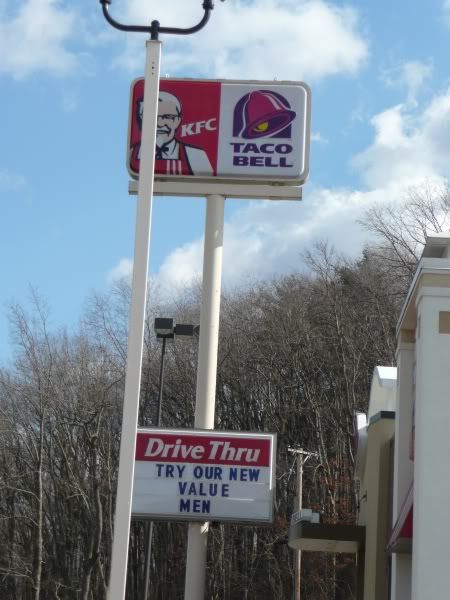 KFC
TACO
BELL
Drive Thru
TRY OUR NEW
VALUE
MEN